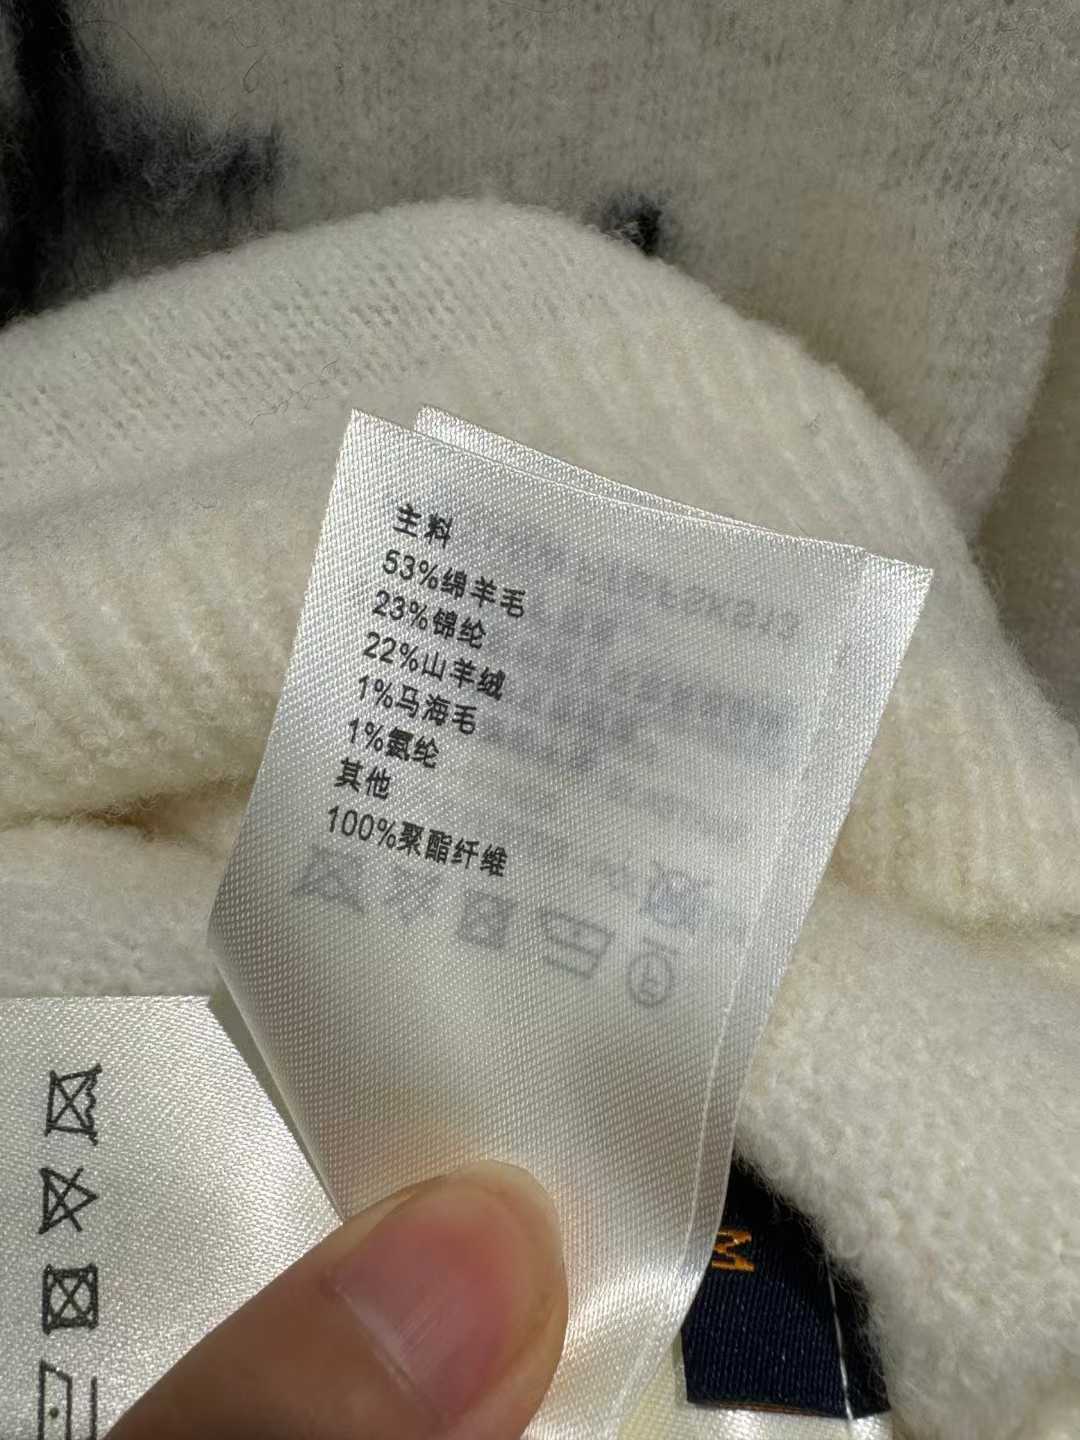 主料
53%绵羊毛
23%锦纶
22%山羊绒
1%马海毛
1%氨纶
其他
100%聚酯纤维
M